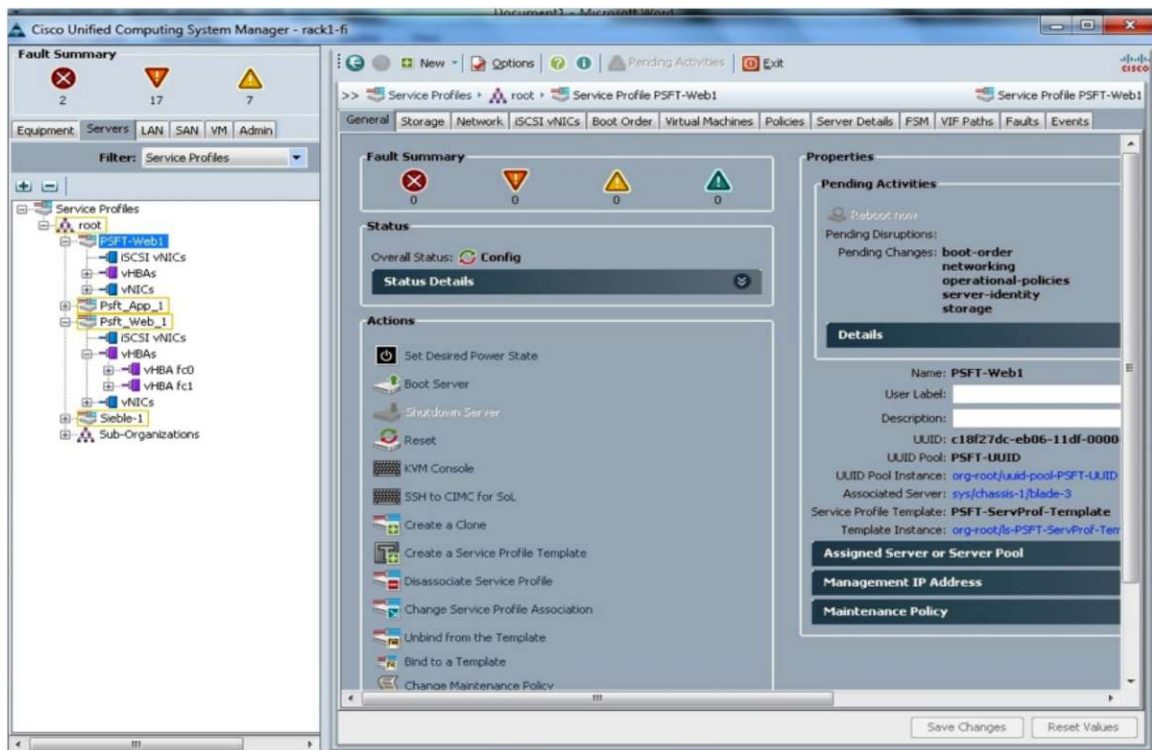 Document1 - Microsoft Word
Cisco Unified Computing System Manager - rack1-fi
Fault Summary
2 17 7
Equipment Servers LAN SAN VM Admin
Filter: Service Profiles
Service Profiles
root
PSFT-Web1
iSCSI vNICs
vHBAs
vNICs
Psft_App_1
Psft_Web_1
iSCSI vNICs
vHBAs
vHBA fc0
vHBA fc1
vNICs
Sieble-1
Sub-Organizations
New Options Pending Activities Exit
cisco
>> Service Profiles root Service Profile PSFT-Web1 Service Profile PSFT-Web1
General Storage Network iSCSI vNICs Boot Order Virtual Machines Policies Server Details FSM VIF Paths Faults Events
Fault Summary
0 0 0 0
Status
Overall Status: Config
Status Details
Actions
Set Desired Power State
Boot Server
Shutdown Server
Reset
KVM Console
SSH to CIMC for SoL
Create a Clone
Create a Service Profile Template
Disassociate Service Profile
Change Service Profile Association
Unbind from the Template
Bind to a Template
Change Maintenance Policy
Properties
Pending Activities
Reboot now
Pending Disruptions:
Pending Changes: boot-order
networking
operational-policies
server-identity
storage
Details
Name: PSFT-Web1
User Label:
Description:
UUID: c18f27dc-eb06-11df-0000-
UUID Pool: PSFT-UUID
UUID Pool Instance: org-root/uuid-pool-PSFT-UUID
Associated Server: sys/chassis-1/blade-3
Service Profile Template: PSFT-ServProf-Template
Template Instance: org-root/ls-PSFT-ServProf-Tem
Assigned Server or Server Pool
Management IP Address
Maintenance Policy
Save Changes Reset Values